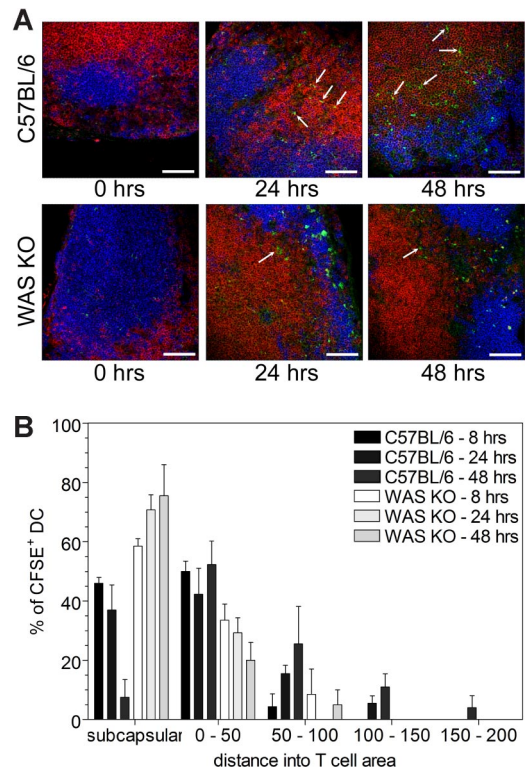 A
C57BL/6
0 hrs 24 hrs 48 hrs
WAS KO
0 hrs 24 hrs 48 hrs
B
% of CFSE+ DC
100
80
60
40
20
0
C57BL/6 - 8 hrs
C57BL/6 - 24 hrs
C57BL/6 - 48 hrs
WAS KO - 8 hrs
WAS KO - 24 hrs
WAS KO - 48 hrs
subcapsular 0 - 50 50 - 100 100 - 150 150 - 200
distance into T cell area